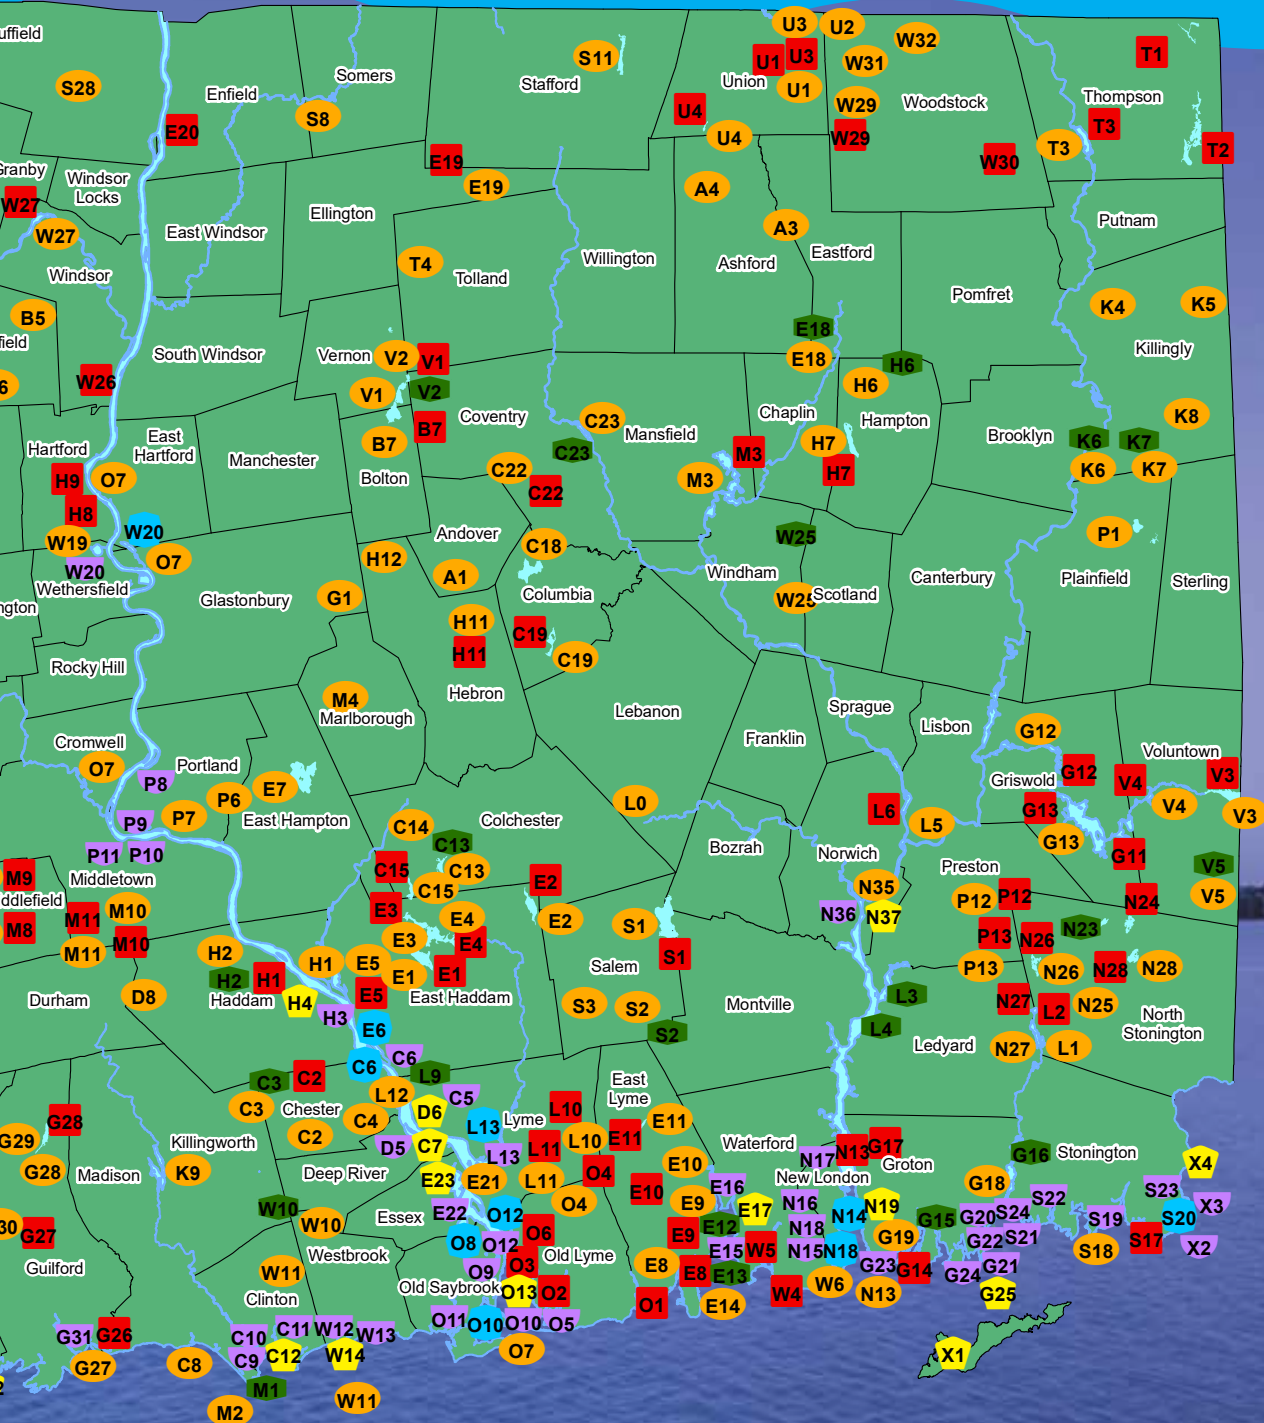 uffield
U3
U2
W32
S11
U1
U3
W31
T1
Somers
Stafford
Union
S28
Enfield
U1
W29
Woodstock
Thompson
S8
U4
E20
U4
W29
T3
T3
T2
E19
W30
Granby
Windsor
Locks
E19
A4
W27
W27
Ellington
East Windsor
A3
Putnam
Eastford
Willington
Ashford
T4
Tolland
Windsor
Pomfret
K4
K5
B5
E18
field
South Windsor
Vernon
V2
V1
E18
H6
Killingly
W26
6
V1
V2
H6
Coventry
C23
Chaplin
Hampton
K8
B7
B7
Mansfield
Brooklyn
K6
K7
East
Hartford
Hartford
H7
C23
M3
Manchester
Bolton
C22
M3
H7
K6
K7
H9
O7
C22
H8
W20
Andover
W25
P1
W19
C18
H12
O7
W20
A1
Windham
Canterbury
Plainfield
Sterling
Wethersfield
Columbia
Scotland
W25
ngton
Glastonbury
G1
H11
C19
H11
C19
Rocky Hill
Hebron
M4
Marlborough
Lebanon
Sprague
Lisbon
Franklin
G12
Cromwell
Voluntown
O7
P8
Portland
G12
V4
V3
Griswold
E7
P6
L0
G13
V4
L6
V3
P9
P7
East Hampton
C14
Colchester
L5
C13
G13
P11
P10
Bozrah
Norwich
G11
V5
C15
C13
Preston
M9
Middletown
E2
C15
N35
P12
P12
V5
ddlefield
M10
E3
N24
M11
E4
E2
S1
N36
N37
N23
M8
M10
E3
E4
P13
N26
M11
H2
S1
H1
E5
E1
E1
Salem
P13
N26
N28
N28
H2
H1
E5
Durham
D8
Haddam
H4
East Haddam
S3
S2
Montville
L3
N27
L2
N25
H3
E6
S2
L4
North
Stonington
C6
C6
Ledyard
N27
L1
L9
C3
C2
East
Lyme
L12
C5
C3
Chester
D6
L10
C4
Lyme
E11
G28
L13
C2
L10
E11
G29
Killingworth
D5
C7
L11
Waterford
N13
G17
N17
G16
Stonington
L13
E10
Groton
X4
G28
Madison
K9
Deep River
E23
E21
L11
O4
New London
E16
G18
E10
S23
W10
E22
O12
O4
E9
N16
N19
S22
X3
E17
Essex
N14
G15
G20
S24
S19
S20
30
W10
E12
N18
G27
O6
E9
Westbrook
O8
O12
G19
G22
S21
S17
E15
W5
N15
N18
S18
X2
Old Lyme
Guilford
W11
O9
O3
E8
E8
E13
G23
G14
G24
G21
Old Saybrook
O13
O2
W4
W6
N13
G25
Clinton
O1
E14
O11
O10
O10
O5
C11
W12
W13
G31
G26
C10
O7
C9
C12
W14
X1
G27
C8
M1
W11
M2